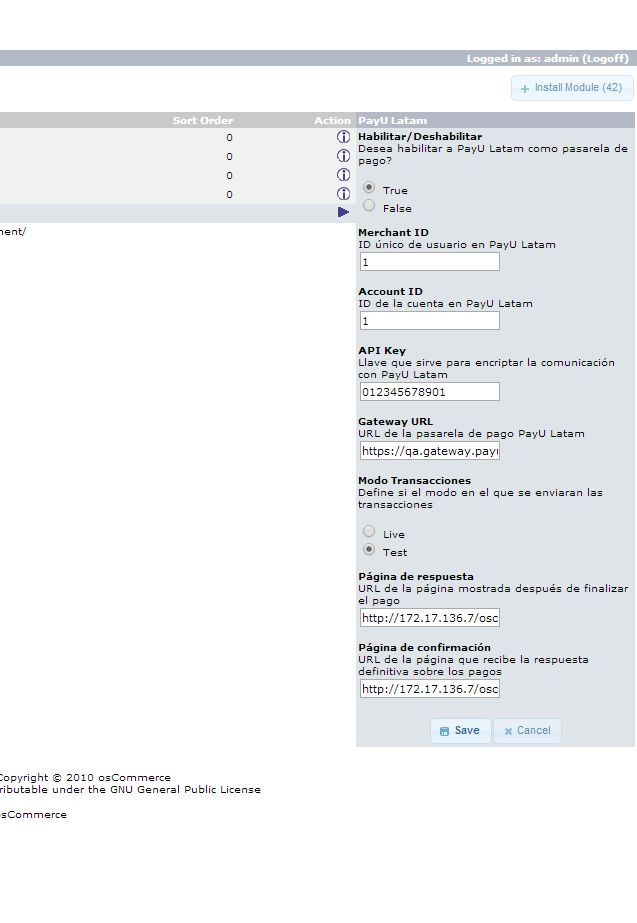 Logged in as: admin (Logoff)
Install Module (42)
Sort Order Action PayU Latam
0
0
0
0
ment/
Habilitar/Deshabilitar
Desea habilitar a PayU Latam como pasarela de
pago?
True
False
Merchant ID
ID único de usuario en PayU Latam
1
Account ID
ID de la cuenta en PayU Latam
1
API Key
Llave que sirve para encriptar la comunicación
con PayU Latam
012345678901
Gateway URL
URL de la pasarela de pago PayU Latam
https://qa.gateway.payu
Modo Transacciones
Define si el modo en el que se enviaran las
transacciones
Live
Test
Página de respuesta
URL de la página mostrada después de finalizar
el pago
http://172.17.136.7/osc
Página de confirmación
URL de la página que recibe la respuesta
definitiva sobre los pagos
http://172.17.136.7/osc
Save Cancel
Copyright © 2010 osCommerce
ributable under the GNU General Public License
osCommerce